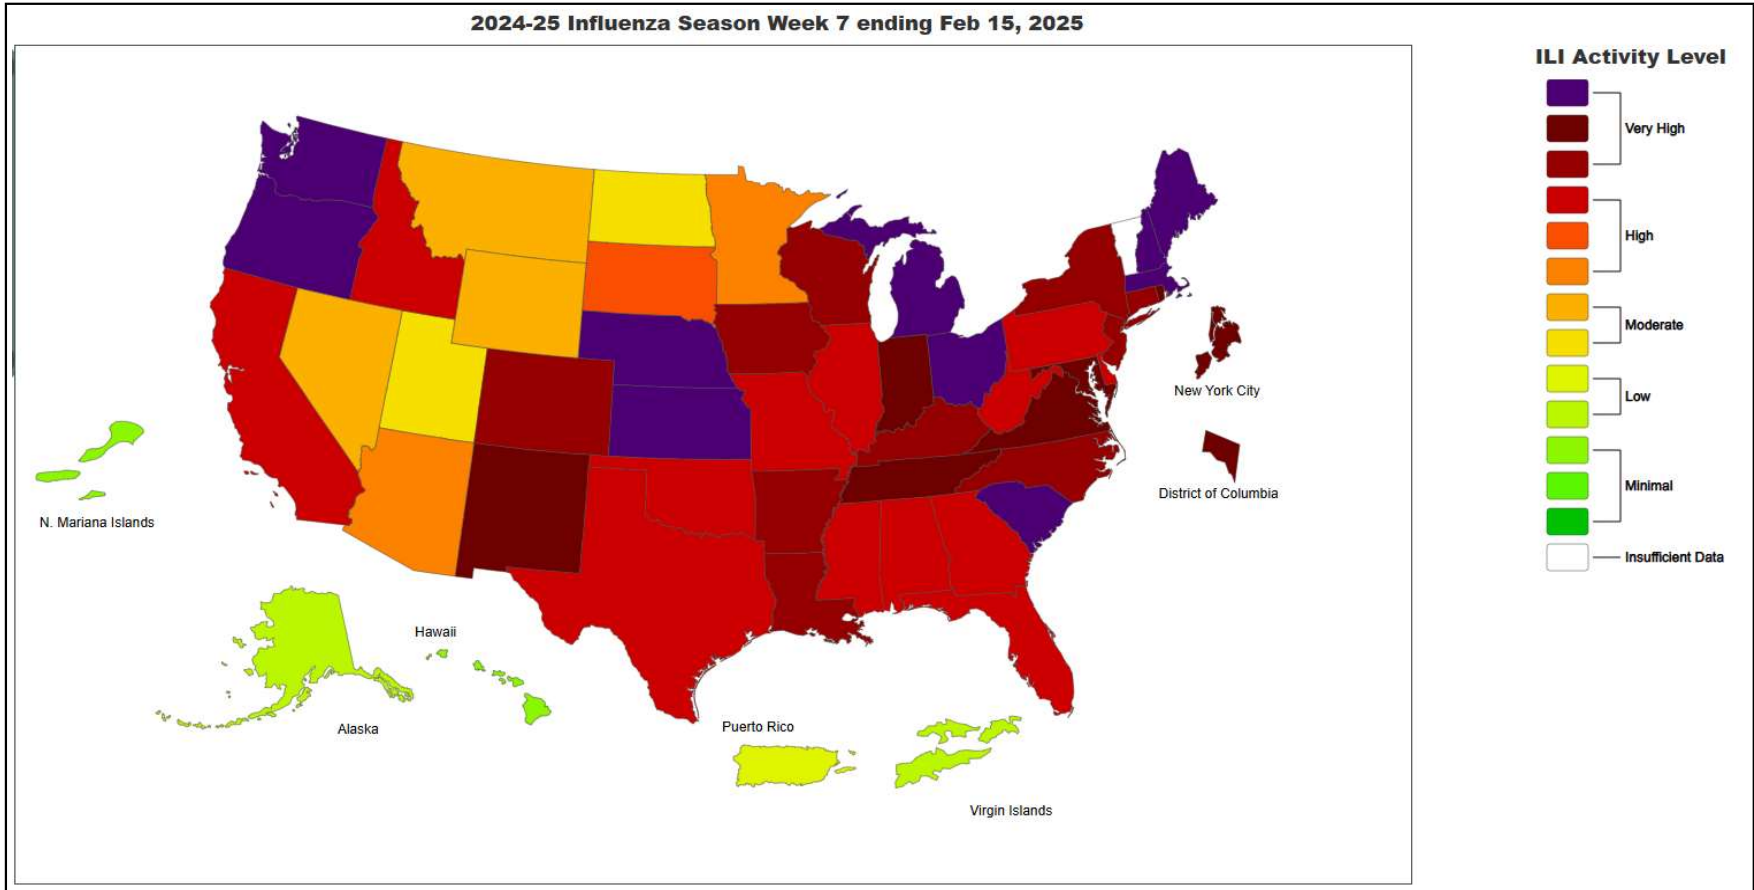 2024-25 Influenza Season Week 7 ending Feb 15, 2025
ILI Activity Level
Very High
High
Moderate
Low
Minimal
Insufficient Data
New York City
District of Columbia
N. Mariana Islands
Hawaii
Alaska
Puerto Rico
Virgin Islands